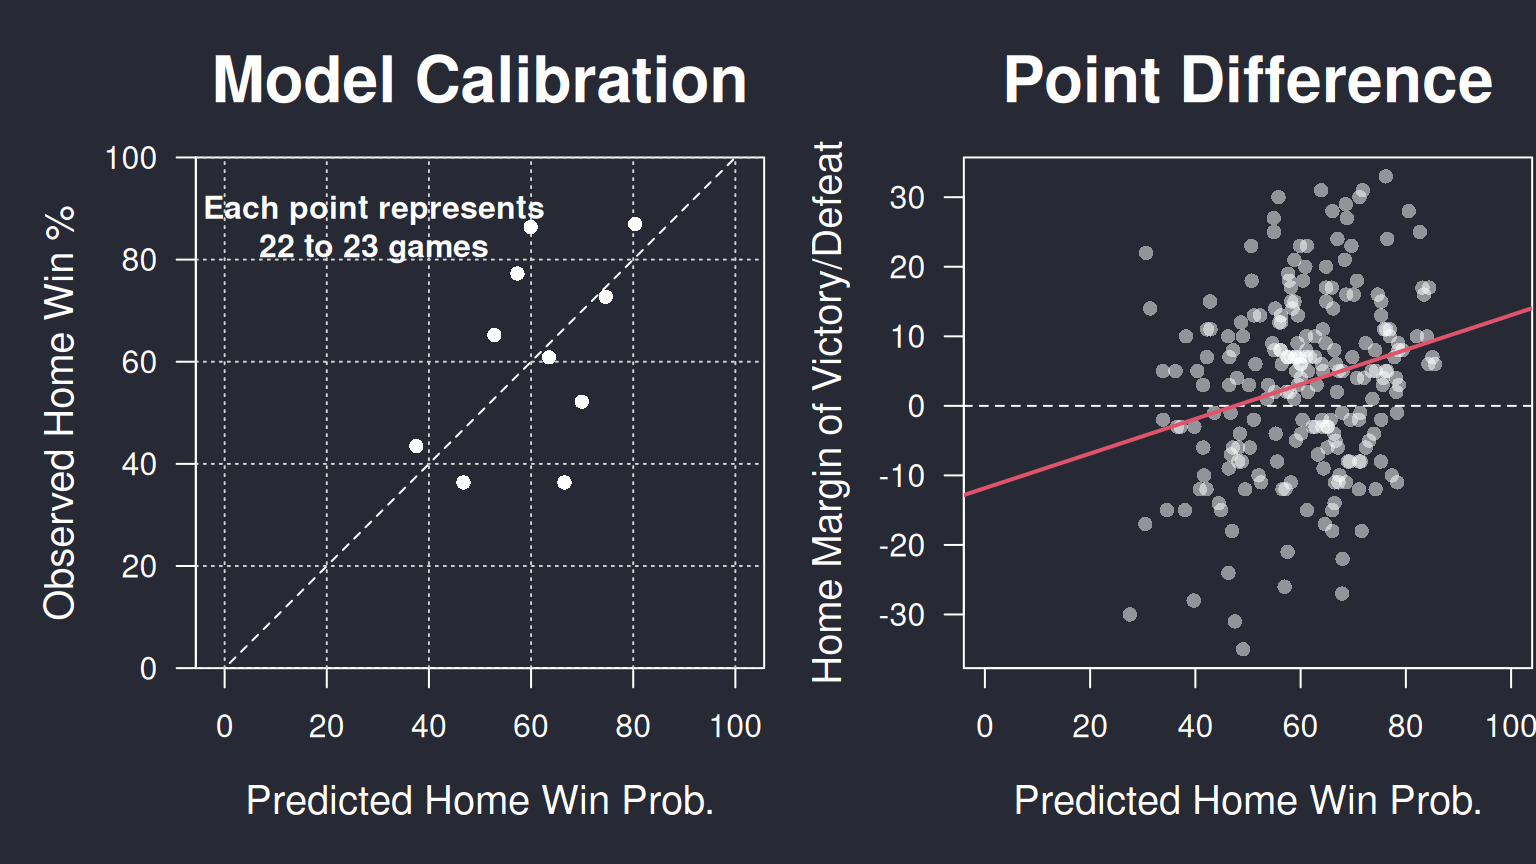 Model Calibration
Each point represents
22 to 23 games
Observed Home Win %
100
80
60
40
20
0
0 20 40 60 80 100
Predicted Home Win Prob.
Point Difference
Home Margin of Victory/Defeat
30
20
10
0
-10
-20
-30
0 20 40 60 80 100
Predicted Home Win Prob.